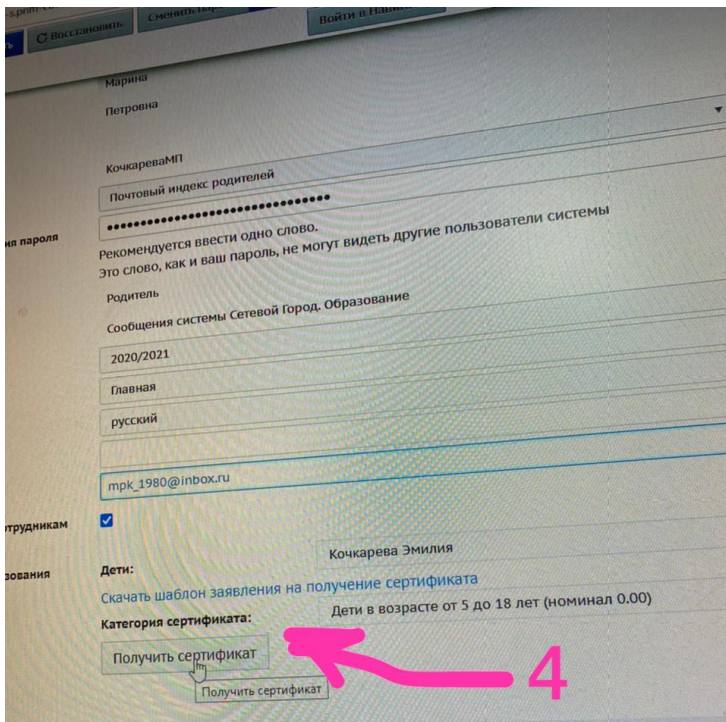 Восстановить
Сменить
Войти в
Марина
Петровна
КочкареваМП
Почтовый индекс родителей
••••••••••••••••••••••••••••••••
пароля
Рекомендуется ввести одно слово.
Это слово, как и ваш пароль, не могут видеть другие пользователи системы
Родитель
Сообщения системы Сетевой Город. Образование
2020/2021
Главная
русский
mpk_1980@inbox.ru
Дети:
Кочкарева Эмилия
Скачать шаблон заявления на получение сертификата
Категория сертификата:
Дети в возрасте от 5 до 18 лет (номинал 0.00)
Получить сертификат
4
Получить сертификат